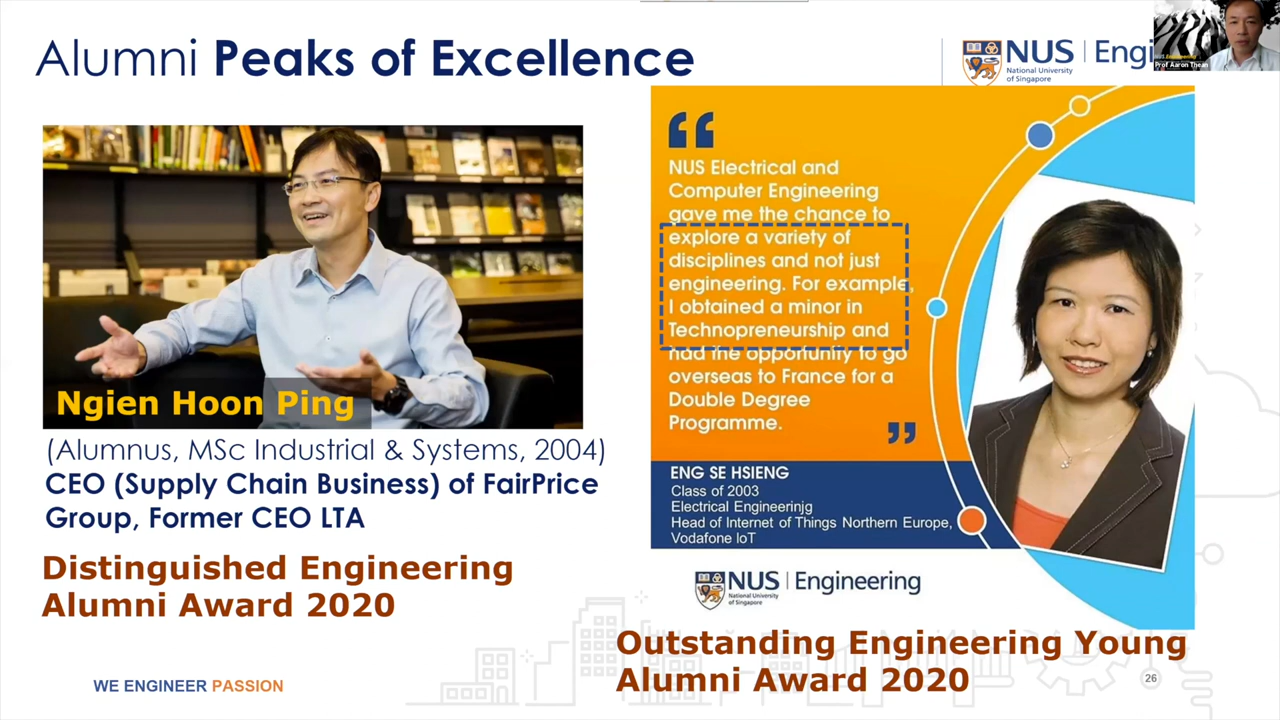 Alumni Peaks of Excellence
NUS Engi
National University
of Singapore
Prof Aaron Thean
Ngien Hoon Ping
(Alumnus, MSc Industrial & Systems, 2004)
CEO (Supply Chain Business) of FairPrice
Group, Former CEO LTA
Distinguished Engineering
Alumni Award 2020
“
NUS Electrical and
Computer Engineering
gave me the chance to
explore a variety of
disciplines and not just
engineering. For example,
I obtained a minor in
Technopreneurship and
had the opportunity to go
overseas to France for a
Double Degree
Programme.
”
ENG SE HSIENG
Class of 2003
Electrical Engineerinjg
Head of Internet of Things Northern Europe,
Vodafone IoT
NUS Engineering
National University
of Singapore
Outstanding Engineering Young
Alumni Award 2020
WE ENGINEER PASSION
26